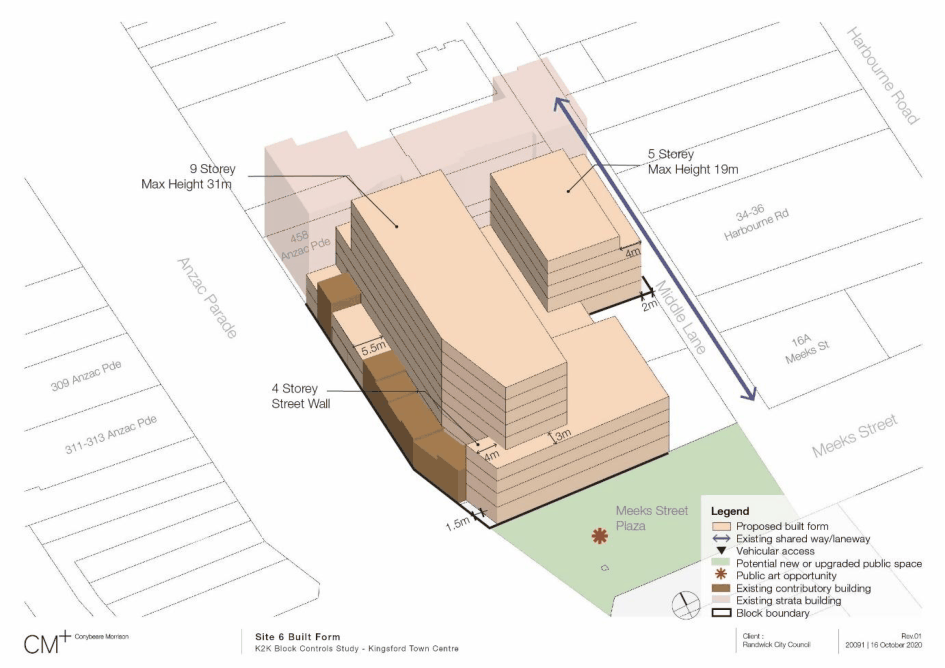 Harbourne Road
9 Storey
Max Height 31m
5 Storey
Max Height 19m
34-36
Harbourne Rd
458
Anzac Pde
4m
Anzac Parade
2m
Middle Lane
16A
Meeks St
5.5m
309 Anzac Pde
4 Storey
Street Wall
311-313 Anzac Pde
3m
4m
Meeks Street
1.5m
Meeks Street
Plaza
Legend
Proposed built form
Existing shared way/laneway
Vehicular access
Potential new or upgraded public space
Public art opportunity
Existing contributory building
Existing strata building
Block boundary
CM+ Conybeare Morrison
Site 6 Built Form
K2K Block Controls Study - Kingsford Town Centre
Client :
Randwick City Council
Rev.01
20091 | 16 October 2020